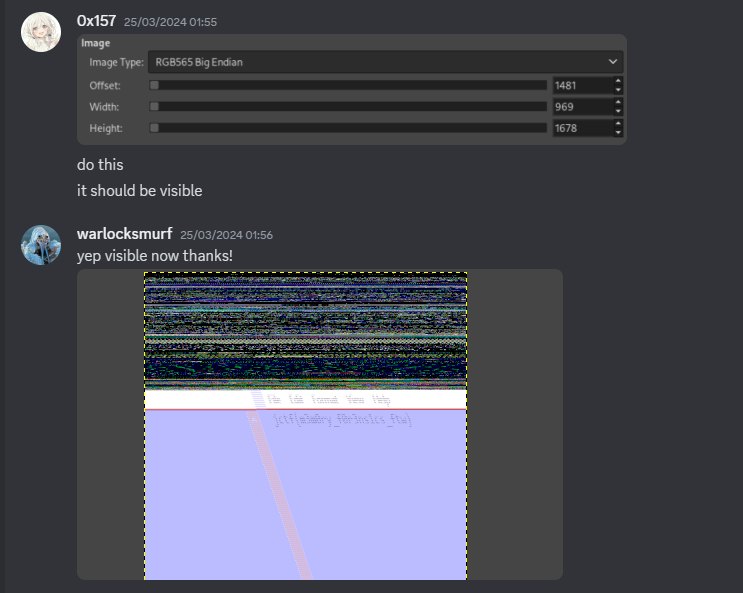 0x157 25/03/2024 01:55
Image
Image Type: RGB565 Big Endian
Offset: 1481
Width: 969
Height: 1678
do this
it should be visible
warlocksmurf 25/03/2024 01:56
yep visible now thanks!
File Edit Format View Help